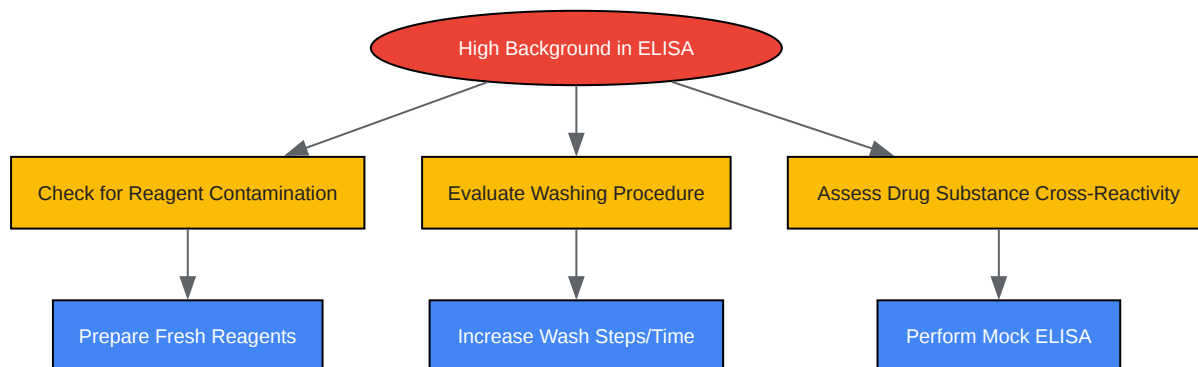 High Background in ELISA
Check for Reagent Contamination
Evaluate Washing Procedure
Assess Drug Substance Cross-Reactivity
Prepare Fresh Reagents
Increase Wash Steps/Time
Perform Mock ELISA